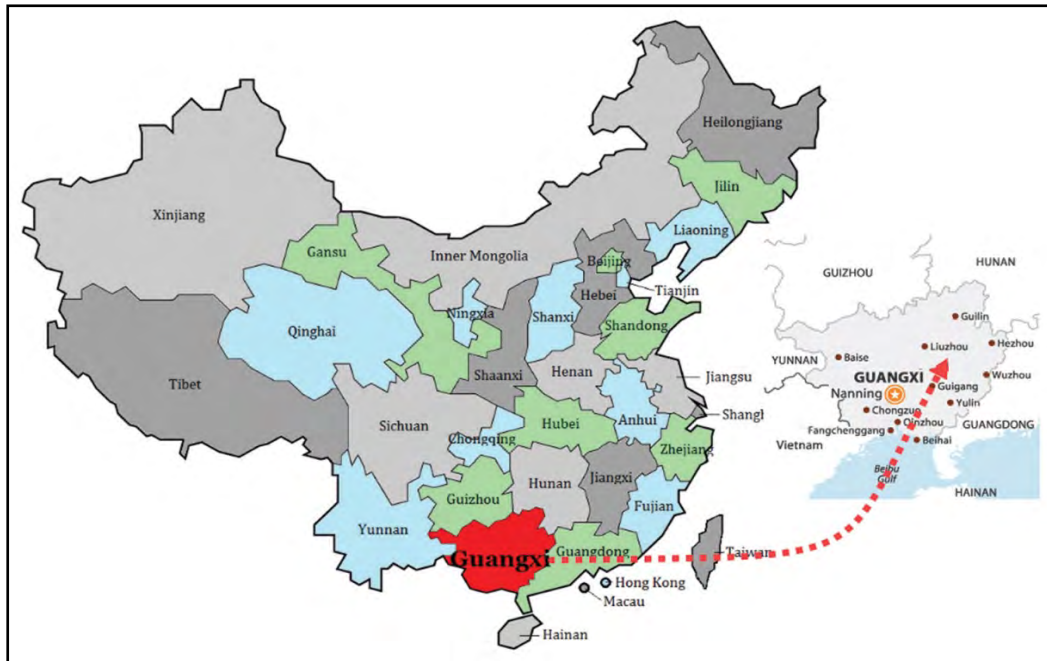 Heilongjiang
Jilin
Xinjiang
Liaoning
Gansu
Inner Mongolia
Beijing
Tianjin
Hebei
Ningxia
Shanxi
Qinghai
Shandong
Shaanxi
Henan
Jiangsu
Tibet
Shangl
Anhui
Sichuan
Hubei
Chongqing
Zhejiang
Jiangxi
Hunan
Guizhou
Fujian
Yunnan
Guangxi
Guangdong
Taiwan
Hong Kong
Macau
Hainan
HUNAN
GUIZHOU
Guilin
Hezhou
Liuzhou
YUNNAN
Baise
GUANGXI
Wuzhou
Guigang
Nanning
Yulin
Chongzuo
Qinzhou
GUANGDONG
Fangchenggang
Vietnam
Beihai
Beibu
Gulf
HAINAN